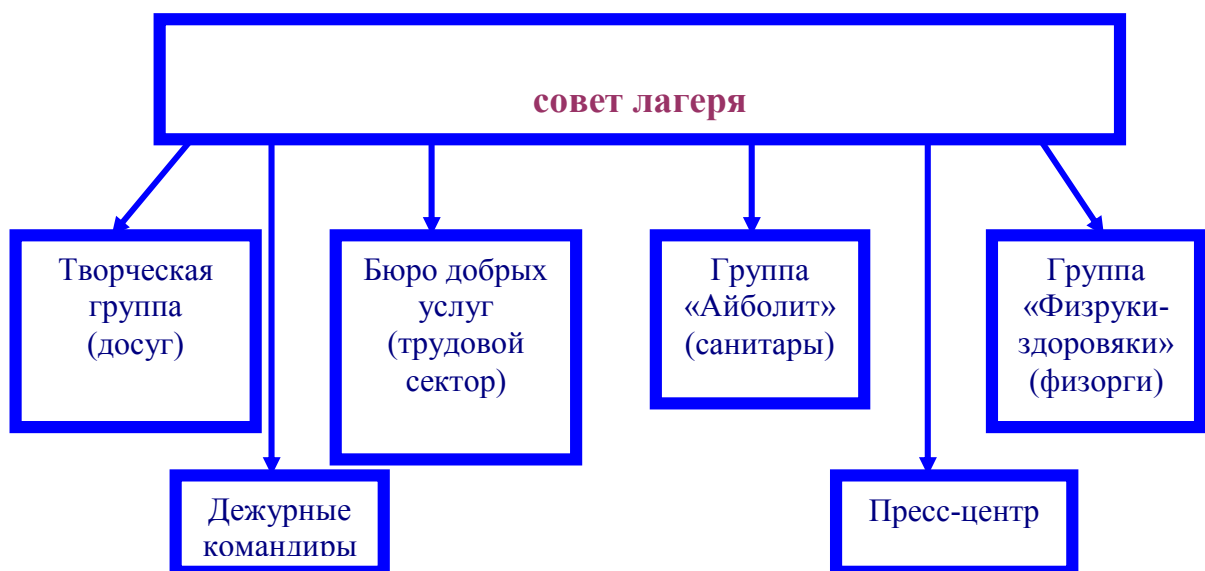 совет лагеря
Творческая
группа
(досуг)
Бюро добрых
услуг
(трудовой
сектор)
Группа
«Айболит»
(санитары)
Группа
«Физруки-
здоровяки»
(физорги)
Дежурные
командиры
Пресс-центр